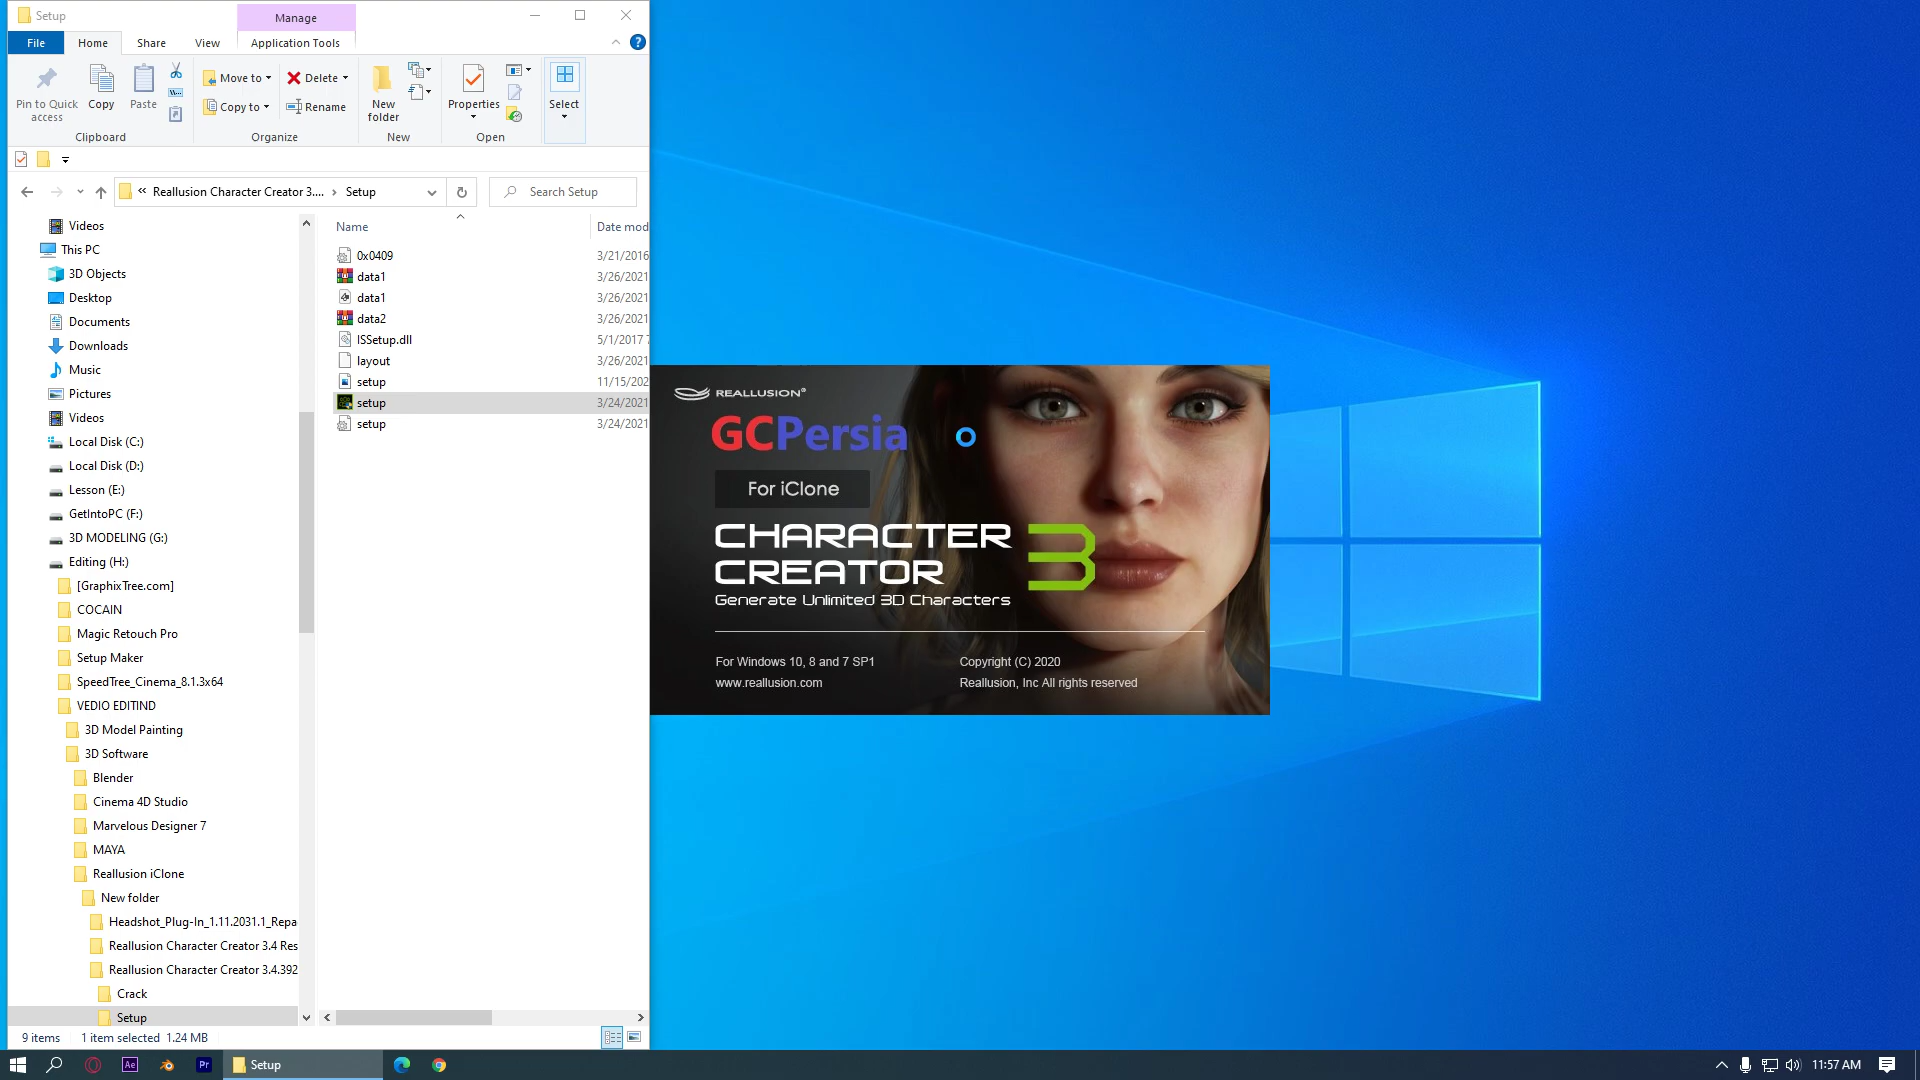 Setup
Manage
File
Home
Share
View
Application Tools
Pin to Quick access
Copy
Paste
Move to
Copy to
Delete
Rename
New folder
Properties
Select
Clipboard
Organize
New
Open
« Reallusion Character Creator 3.... › Setup
Search Setup
Videos
This PC
3D Objects
Desktop
Documents
Downloads
Music
Pictures
Videos
Local Disk (C:)
Local Disk (D:)
Lesson (E:)
GetIntoPC (F:)
3D MODELING (G:)
Editing (H:)
[GraphixTree.com]
COCAIN
Magic Retouch Pro
Setup Maker
SpeedTree_Cinema_8.1.3x64
VEDIO EDITIND
3D Model Painting
3D Software
Blender
Cinema 4D Studio
Marvelous Designer 7
MAYA
Reallusion iClone
New folder
Headshot_Plug-In_1.11.2031.1_Repa
Reallusion Character Creator 3.4 Res
Reallusion Character Creator 3.4.392
Crack
Setup
Name
Date mod
0x0409 3/21/2016
data1 3/26/2021
data1 3/26/2021
data2 3/26/2021
ISSetup.dll 5/1/2017 7
layout 3/26/2021
setup 11/15/202
setup 3/24/2021
setup 3/24/2021
9 items 1 item selected 1.24 MB
REALLUSION®
GCPersia
For iClone
CHARACTER
CREATOR 3
Generate Unlimited 3D Characters
For Windows 10, 8 and 7 SP1
www.reallusion.com
Copyright (C) 2020
Reallusion, Inc All rights reserved
Ae
Pr
Setup
11:57 AM